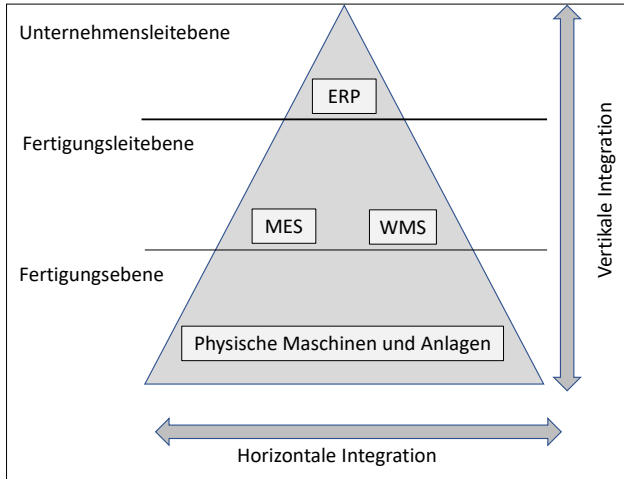 Unternehmensleitebene
ERP
Fertigungsleitebene
MES
WMS
Fertigungsebene
Physische Maschinen und Anlagen
Horizontale Integration
Vertikale Integration